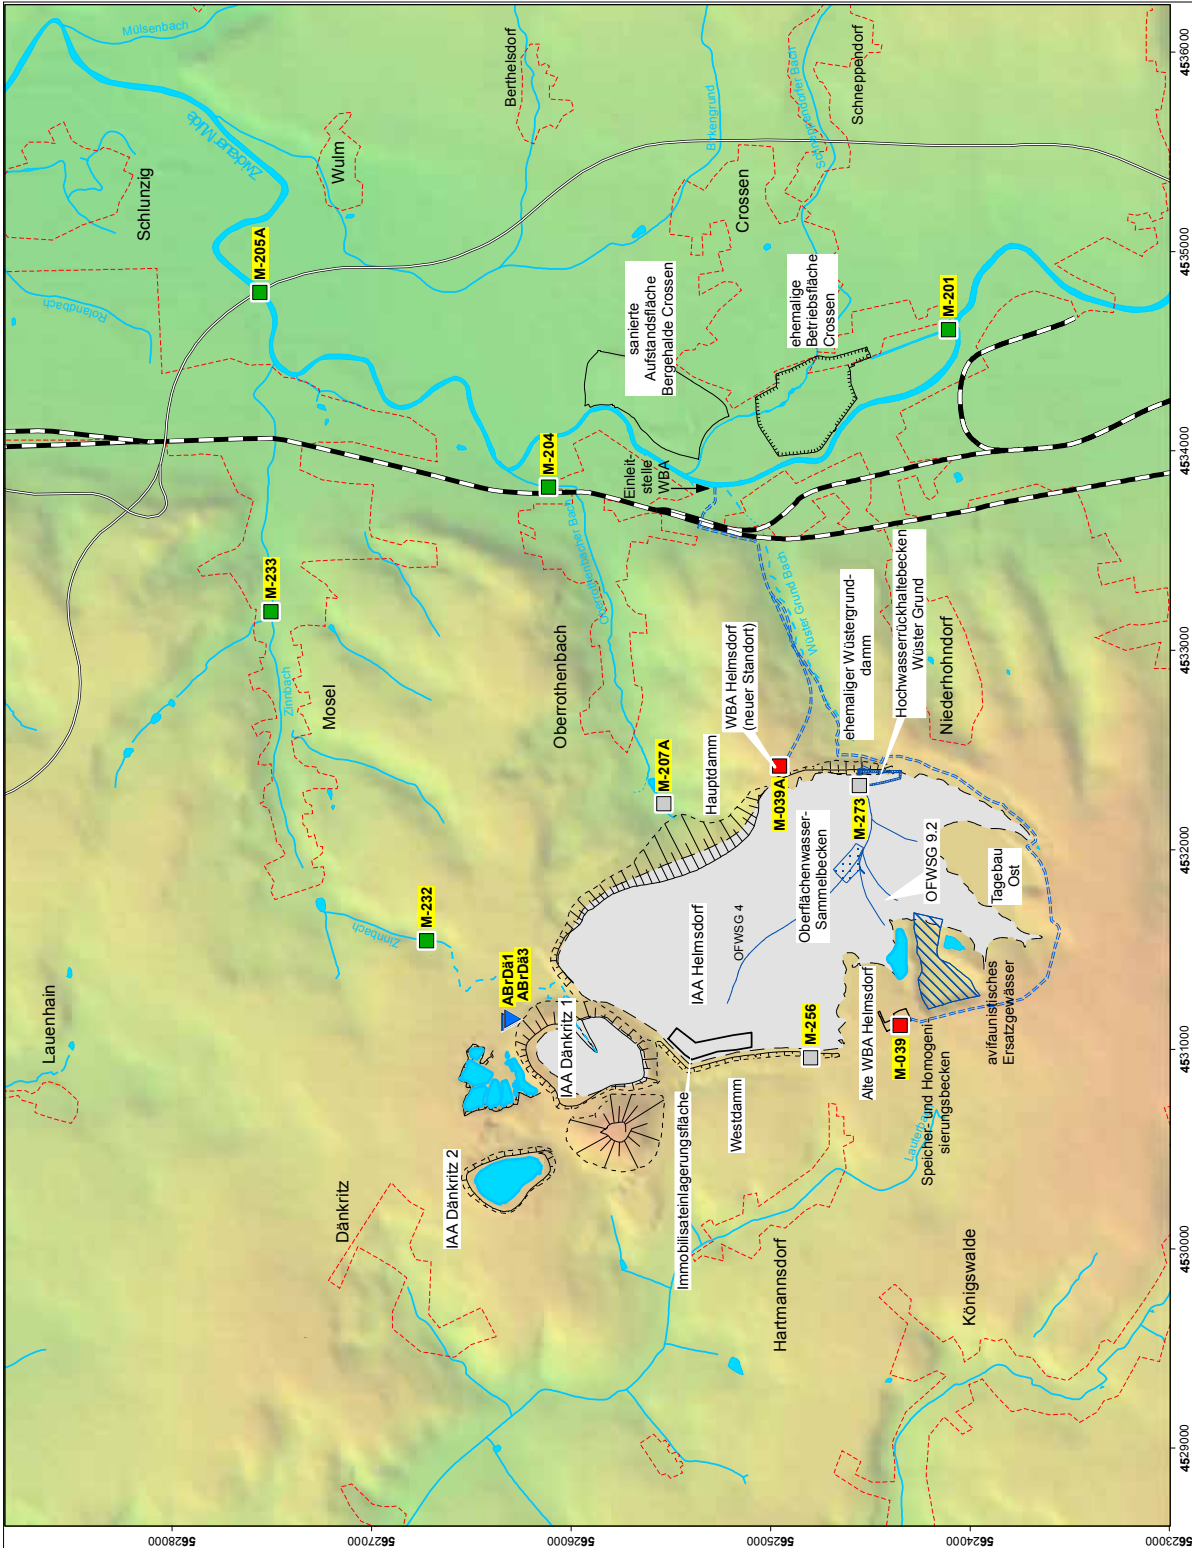 Mülsenbach
Zwickauer Mulde
Schlunzig
Wulm
Berthelsdorf
Birkengrund
Schneppendorfer Bach
Schneppendorf
Crossen
Rolandbach
M-205A
sanierte
Aufstandsfläche
Bergehalde Crossen
ehemalige
Betriebsfläche
Crossen
M-201
M-204
Einleit-
stelle
WBA
M-233
Zinnbach
Mosel
Oberrothenbacher Bach
Oberrothenbach
Wüster Grund Bach
WBA Helmsdorf
(neuer Standort)
ehemaliger Wüstergrund-
damm
Hochwasserrückhaltebecken
Wüster Grund
Niederhohndorf
M-207A
Hauptdamm
M-039A
M-273
Oberflächenwasser-
Sammelbecken
OFWSG 9.2
Tagebau
Ost
M-232
Zinnbach
Lauenhain
ABrDä1
ABrDä3
IAA Dänkritz 1
IAA Helmsdorf
OFWSG 4
M-256
Alte WBA Helmsdorf
M-039
avifaunistisches
Ersatzgewässer
Speicher- und Homogeni
sierungsbecken
Westdamm
Immobilisateinlagerungsfläche
IAA Dänkritz 2
Dänkritz
Hartmannsdorf
Königswalde
4536000
4535000
4534000
4533000
4532000
4531000
4530000
4529000
5628000
5627000
5626000
5625000
5624000
5623000